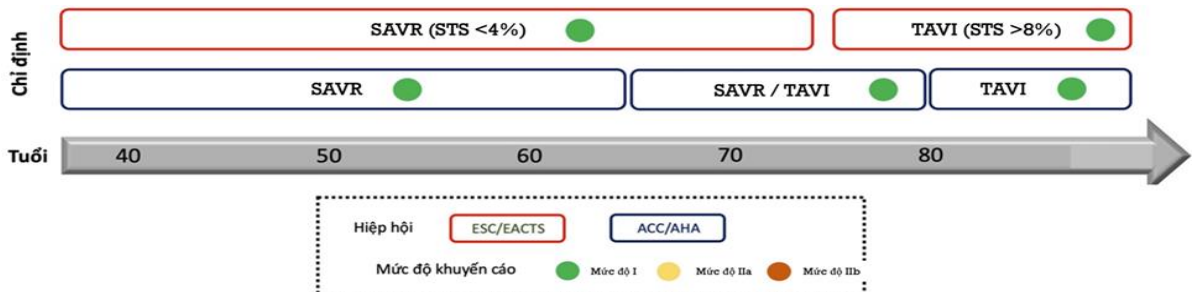 Chỉ định
SAVR (STS <4%)
TAVI (STS >8%)
SAVR
SAVR / TAVI
TAVI
Tuổi
40 50 60 70 80
Hiệp hội ESC/EACTS ACC/AHA
Mức độ khuyến cáo Mức độ I Mức độ IIa Mức độ IIb